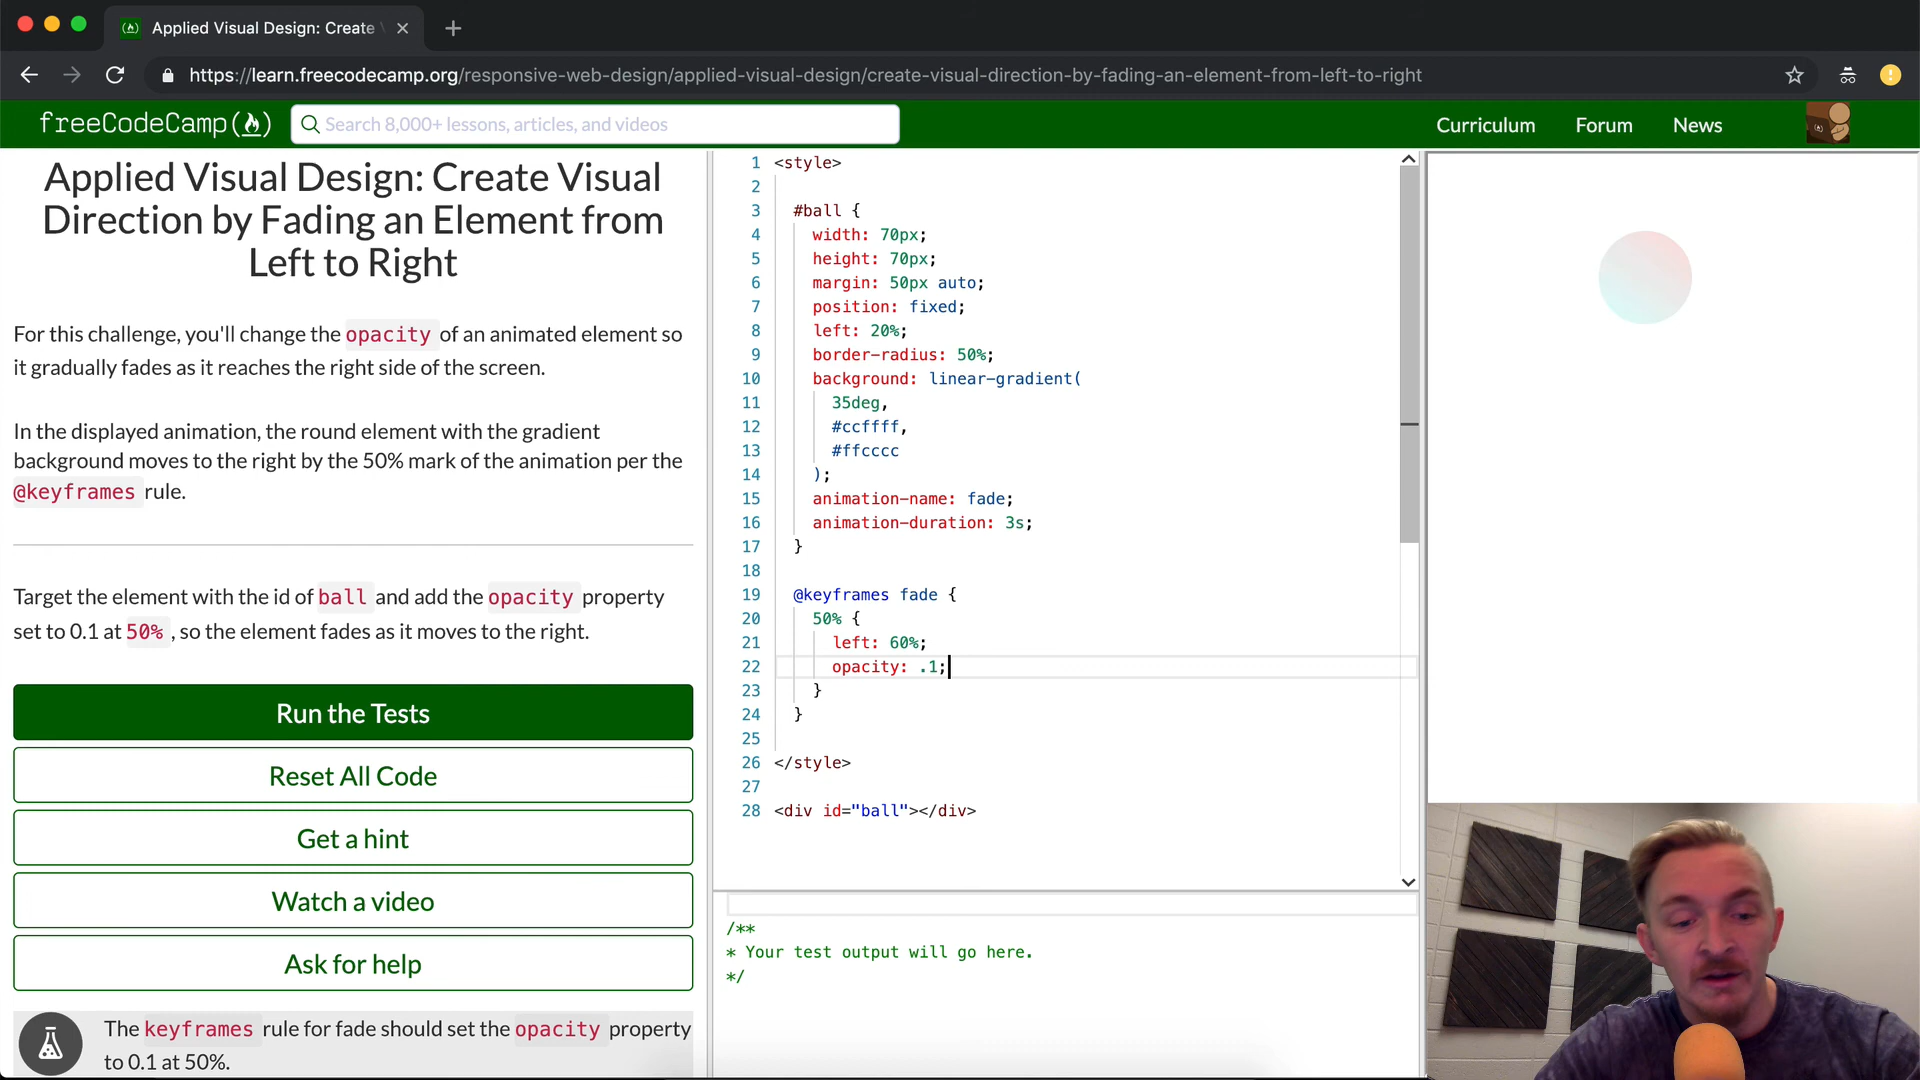 Applied Visual Design: Create
https://learn.freecodecamp.org/responsive-web-design/applied-visual-design/create-visual-direction-by-fading-an-element-from-left-to-right
freeCodeCamp
Search 8,000+ lessons, articles, and videos
Curriculum
Forum
News
Applied Visual Design: Create Visual
Direction by Fading an Element from
Left to Right
For this challenge, you'll change the opacity of an animated element so
it gradually fades as it reaches the right side of the screen.
In the displayed animation, the round element with the gradient
background moves to the right by the 50% mark of the animation per the
@keyframes rule.
Target the element with the id of ball and add the opacity property
set to 0.1 at 50% , so the element fades as it moves to the right.
Run the Tests
Reset All Code
Get a hint
Watch a video
Ask for help
The keyframes rule for fade should set the opacity property
to 0.1 at 50%.
1 <style>
2
3 #ball {
4 width: 70px;
5 height: 70px;
6 margin: 50px auto;
7 position: fixed;
8 left: 20%;
9 border-radius: 50%;
10 background: linear-gradient(
11 35deg,
12 #ccffff,
13 #ffcccc
14 );
15 animation-name: fade;
16 animation-duration: 3s;
17 }
18
19 @keyframes fade {
20 50% {
21 left: 60%;
22 opacity: .1;
23 }
24 }
25
26 </style>
27
28 <div id="ball"></div>
/**
* Your test output will go here.
*/